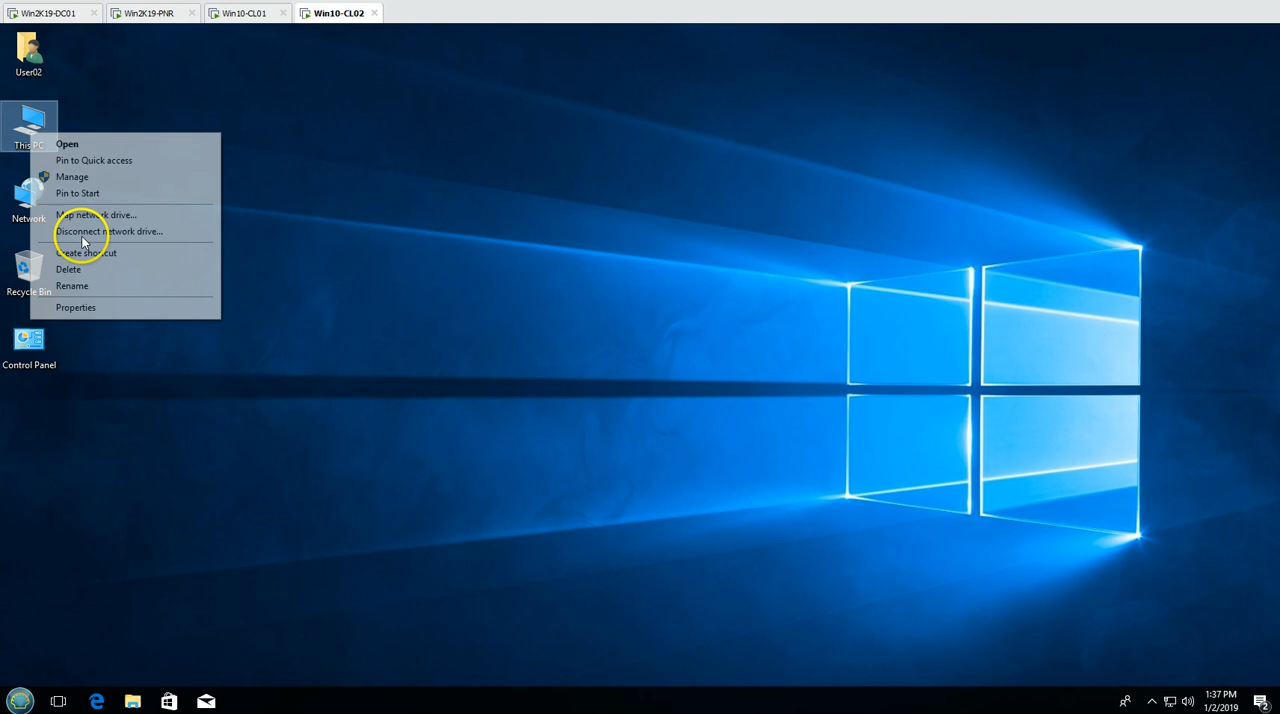 Win2K19-DC01
Win2K19-PNR
Win10-CL01
Win10-CL02
User02
This PC
Open
Pin to Quick access
Manage
Pin to Start
Network
Map network drive...
Disconnect network drive...
Create shortcut
Delete
Rename
Recycle Bin
Properties
Control Panel
1:37 PM
1/2/2019
2